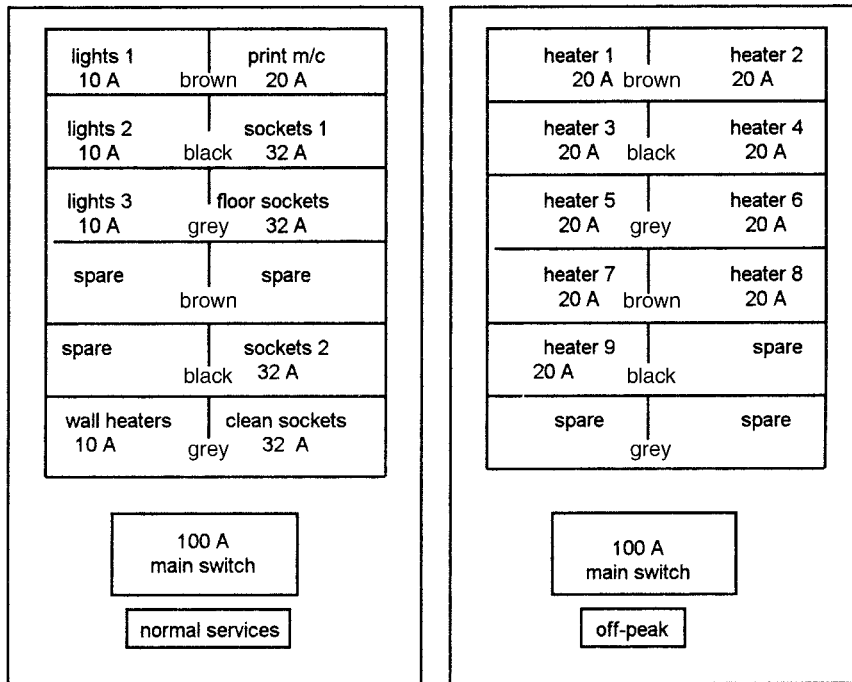 lights 1
10 A
brown
print m/c
20 A
lights 2
10 A
black
sockets 1
32 A
lights 3
10 A
grey
floor sockets
32 A
spare
brown
spare
spare
black
sockets 2
32 A
wall heaters
10 A
grey
clean sockets
32 A
100 A
main switch
normal services
heater 1
20 A
brown
heater 2
20 A
heater 3
20 A
black
heater 4
20 A
heater 5
20 A
grey
heater 6
20 A
heater 7
20 A
brown
heater 8
20 A
heater 9
20 A
black
spare
spare
grey
spare
100 A
main switch
off-peak